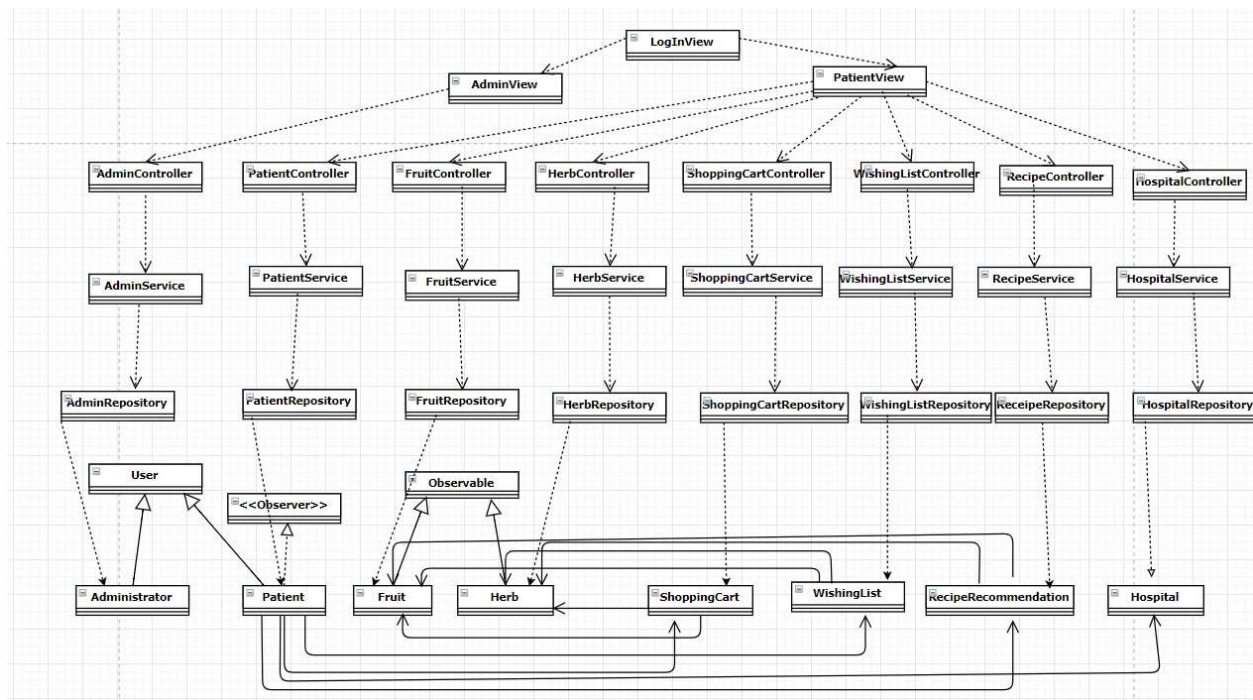 LogInView
AdminView
PatientView
AdminController
PatientController
FruitController
HerbController
ShoppingCartController
WishingListController
RecipeController
HospitalController
AdminService
PatientService
FruitService
HerbService
ShoppingCartService
WishingListService
RecipeService
HospitalService
AdminRepository
PatientRepository
FruitRepository
HerbRepository
ShoppingCartRepository
WishingListRepository
ReceipeRepository
HospitalRepository
User
<<Observer>>
Observable
Administrator
Patient
Fruit
Herb
ShoppingCart
WishingList
RecipeRecommendation
Hospital